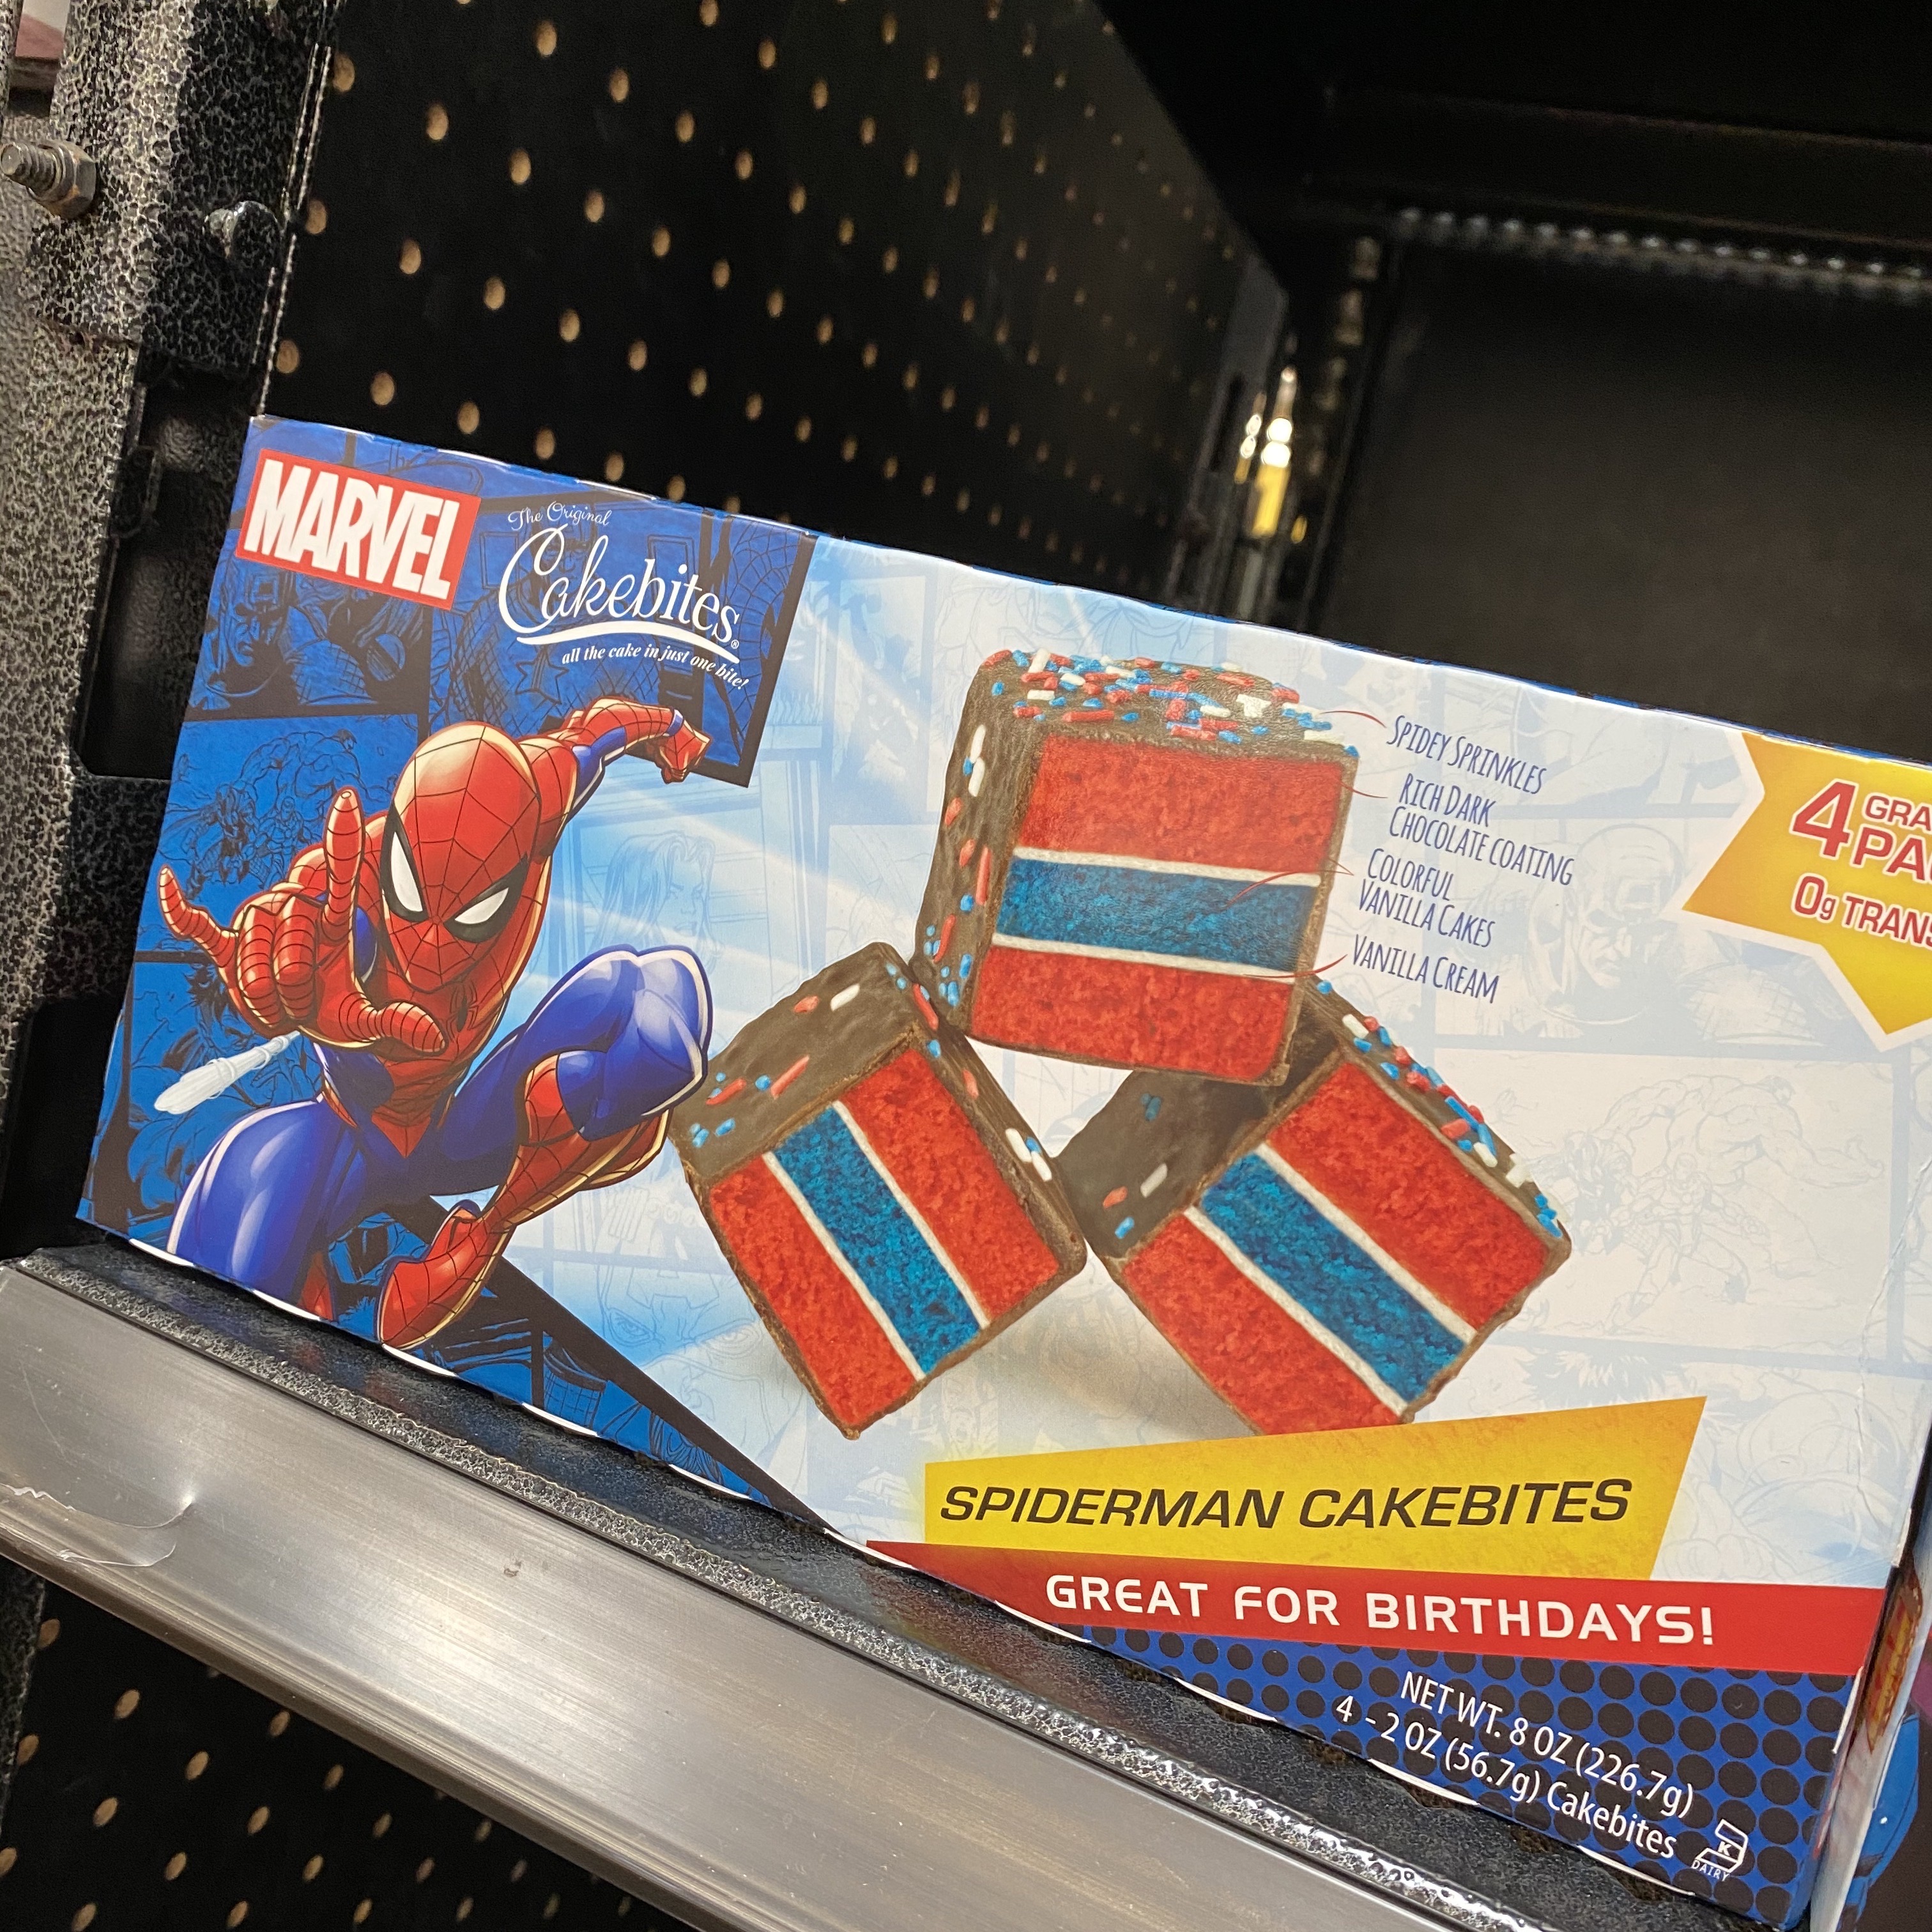 MARVEL
The Original
Cakebites®
all the cake in just one bite!
SPIDEY SPRINKLES
RICH DARK
CHOCOLATE COATING
COLORFUL
VANILLA CAKES
VANILLA CREAM
4
0g
SPIDERMAN CAKEBITES
GREAT FOR BIRTHDAYS!
NET WT. 8 OZ (226.7g)
4 - 2 OZ (56.7g) Cakebites
K
DAIRY